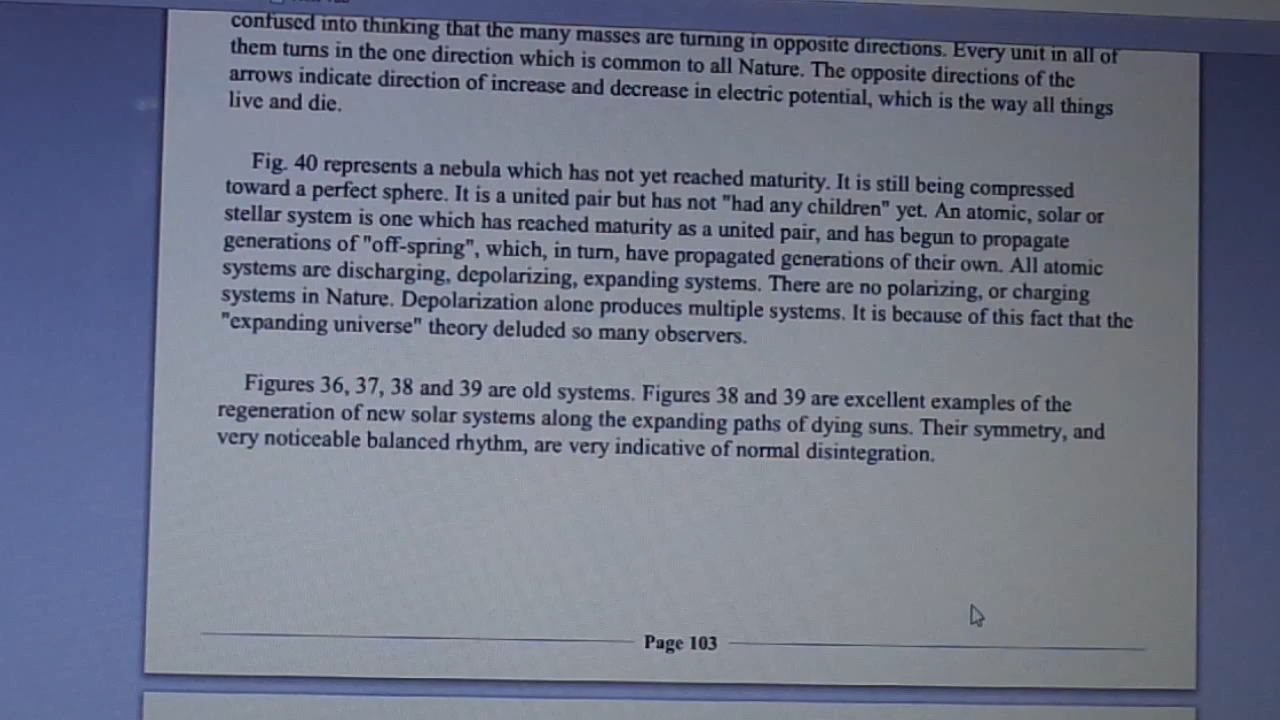 confused into thinking that the many masses are turning in opposite directions. Every unit in all of
them turns in the one direction which is common to all Nature. The opposite directions of the
arrows indicate direction of increase and decrease in electric potential, which is the way all things
live and die.
Fig. 40 represents a nebula which has not yet reached maturity. It is still being compressed
toward a perfect sphere. It is a united pair but has not "had any children" yet. An atomic, solar or
stellar system is one which has reached maturity as a united pair, and has begun to propagate
generations of "off-spring", which, in turn, have propagated generations of their own. All atomic
systems are discharging, depolarizing, expanding systems. There are no polarizing, or charging
systems in Nature. Depolarization alone produces multiple systems. It is because of this fact that the
"expanding universe" theory deluded so many observers.
Figures 36, 37, 38 and 39 are old systems. Figures 38 and 39 are excellent examples of the
regeneration of new solar systems along the expanding paths of dying suns. Their symmetry, and
very noticeable balanced rhythm, are very indicative of normal disintegration.
Page 103